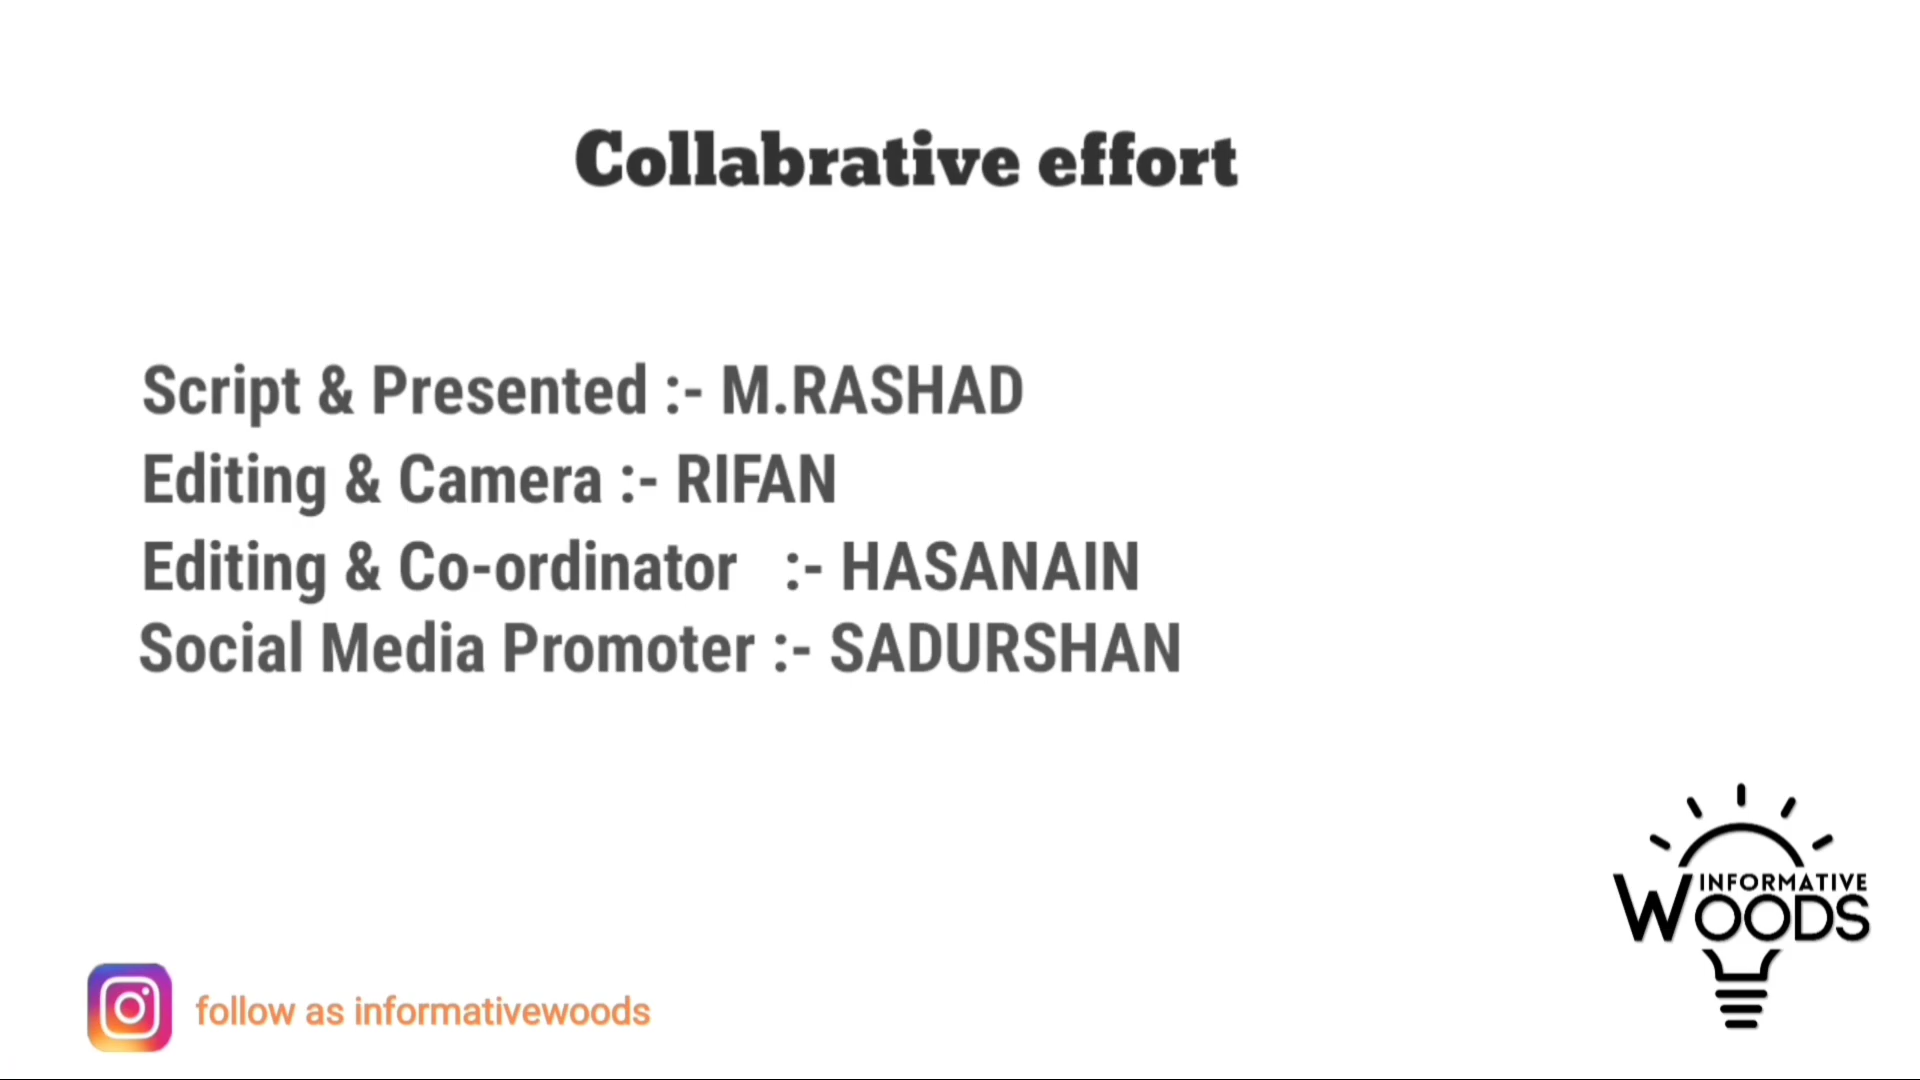 Collabrative effort
Script & Presented :- M.RASHAD
Editing & Camera :- RIFAN
Editing & Co-ordinator :- HASANAIN
Social Media Promoter :- SADURSHAN
INFORMATIVE
WOODS
follow as informativewoods